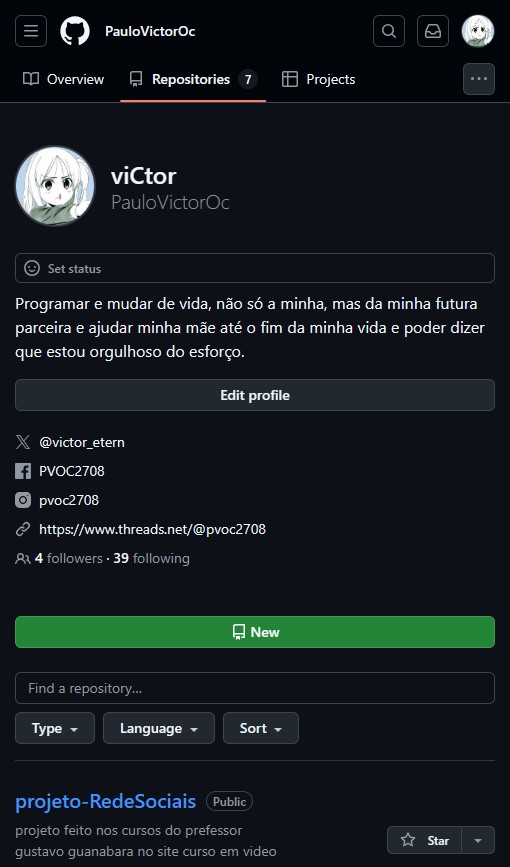 PauloVictorOc
Overview Repositories 7 Projects
viCtor
PauloVictorOc
Set status
Programar e mudar de vida, não só a minha, mas da minha futura
parceira e ajudar minha mãe até o fim da minha vida e poder dizer
que estou orgulhoso do esforço.
Edit profile
@victor_etern
PVOC2708
pvoc2708
https://www.threads.net/@pvoc2708
4 followers · 39 following
New
Find a repository...
Type Language Sort
projeto-RedeSociais Public
projeto feito nos cursos do prefessor
gustavo guanabara no site curso em video
Star